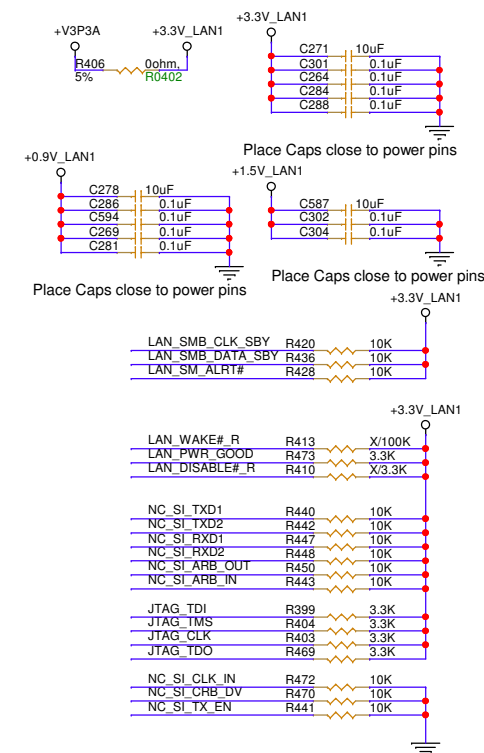 +V3P3A +3.3V_LAN1
R406 0ohm,
5% R0402
+3.3V_LAN1
C271 10uF
C301 0.1uF
C264 0.1uF
C284 0.1uF
C288 0.1uF
Place Caps close to power pins
+0.9V_LAN1
C278 10uF
C286 0.1uF
C594 0.1uF
C269 0.1uF
C281 0.1uF
Place Caps close to power pins
+1.5V_LAN1
C587 10uF
C302 0.1uF
C304 0.1uF
Place Caps close to power pins
+3.3V_LAN1
LAN_SMB_CLK_SBY R420 10K
LAN_SMB_DATA_SBY R436 10K
LAN_SM_ALRT# R428 10K
+3.3V_LAN1
LAN_WAKE#_R R413 X/100K
LAN_PWR_GOOD R473 3.3K
LAN_DISABLE#_R R410 X/3.3K
NC_SI_TXD1 R440 10K
NC_SI_TXD2 R442 10K
NC_SI_RXD1 R447 10K
NC_SI_RXD2 R448 10K
NC_SI_ARB_OUT R450 10K
NC_SI_ARB_IN R443 10K
JTAG_TDI R399 3.3K
JTAG_TMS R404 3.3K
JTAG_CLK R403 3.3K
JTAG_TDO R469 3.3K
NC_SI_CLK_IN R472 10K
NC_SI_CRB_DV R470 10K
NC_SI_TX_EN R441 10K